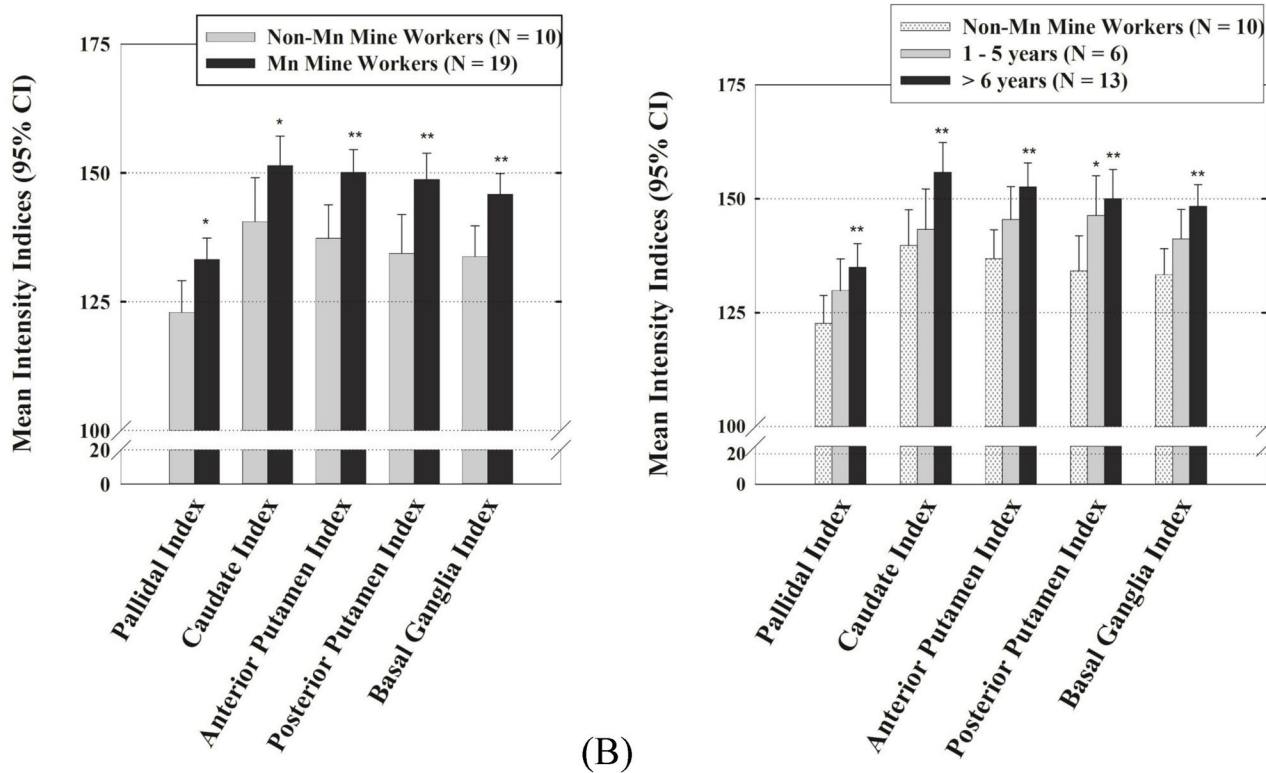 Non-Mn Mine Workers (N = 10)
Mn Mine Workers (N = 19)
Mean Intensity Indices (95% CI)
175
150
125
100
20
0
*
*
**
**
**
Pallidal Index
Caudate Index
Anterior Putamen Index
Posterior Putamen Index
Basal Ganglia Index
(B)
Non-Mn Mine Workers (N = 10)
1 - 5 years (N = 6)
> 6 years (N = 13)
Mean Intensity Indices (95% CI)
175
150
125
100
20
0
**
**
**
*
**
**
Pallidal Index
Caudate Index
Anterior Putamen Index
Posterior Putamen Index
Basal Ganglia Index